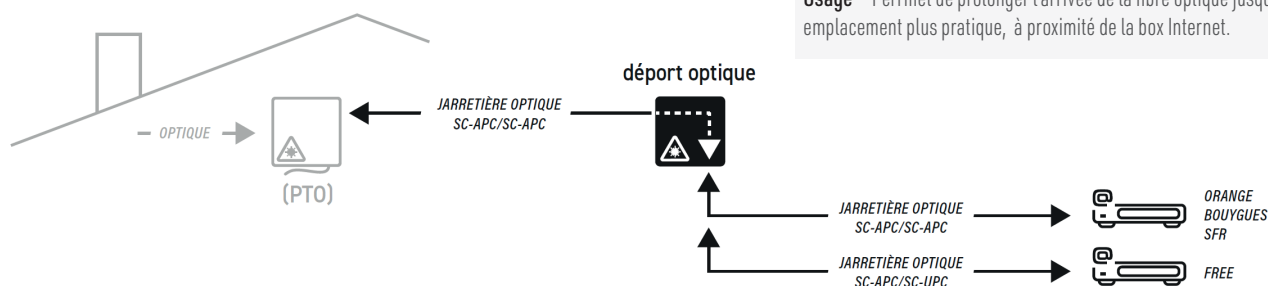 Usage Permet de prolonger l'arrivée de la fibre optique
emplacement plus pratique, à proximité de la box Internet.
déport optique
JARRETIÈRE OPTIQUE
SC-APC/SC-APC
OPTIQUE
(PTO)
JARRETIÈRE OPTIQUE
SC-APC/SC-APC
ORANGE
BOUYGUES
SFR
JARRETIÈRE OPTIQUE
SC-APC/SC-UPC
FREE